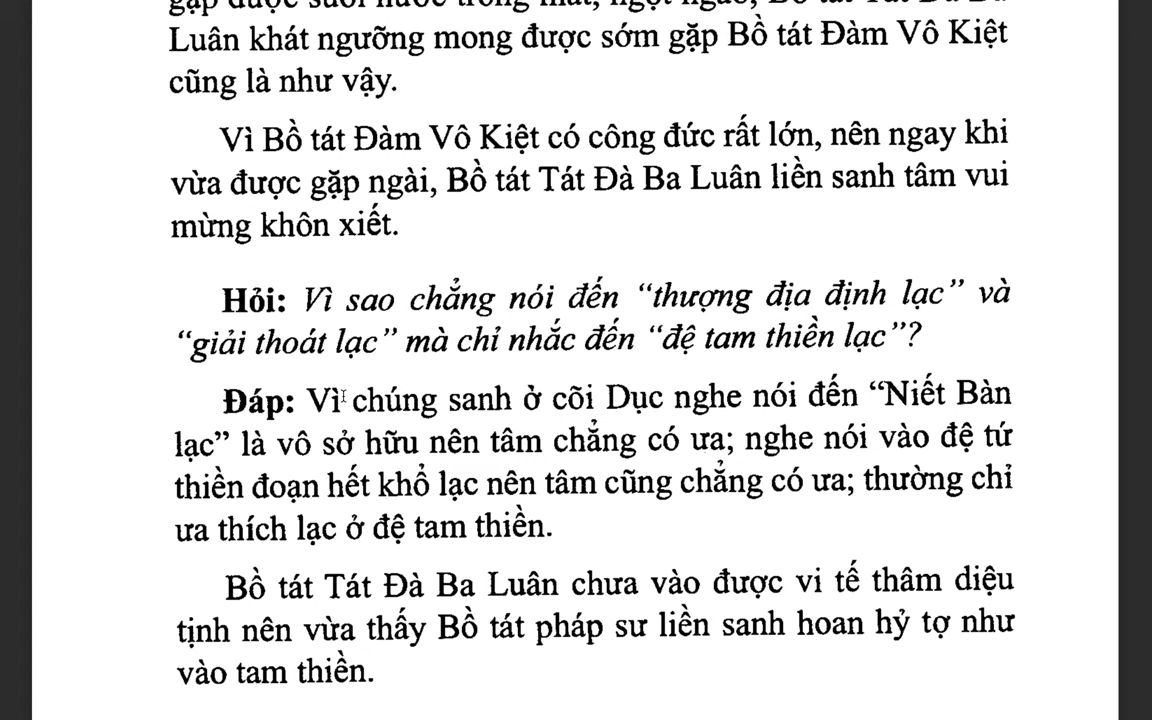 Luân khát ngưỡng mong được sớm gặp Bồ tát Đàm Vô Kiệt
cũng là như vậy.
Vì Bồ tát Đàm Vô Kiệt có công đức rất lớn, nên ngay khi
vừa được gặp ngài, Bồ tát Tát Đà Ba Luân liền sanh tâm vui
mừng khôn xiết.
Hỏi: Vì sao chẳng nói đến “thượng địa định lạc” và
“giải thoát lạc” mà chỉ nhắc đến “đệ tam thiền lạc”?
Đáp: Vì chúng sanh ở cõi Dục nghe nói đến “Niết Bàn
lạc” là vô sở hữu nên tâm chẳng có ưa; nghe nói vào đệ tứ
thiền đoạn hết khổ lạc nên tâm cũng chẳng có ưa; thường chỉ
ưa thích lạc ở đệ tam thiền.
Bồ tát Tát Đà Ba Luân chưa vào được vi tế thâm diệu
tịnh nên vừa thấy Bồ tát pháp sư liền sanh hoan hỷ tợ như
vào tam thiền.